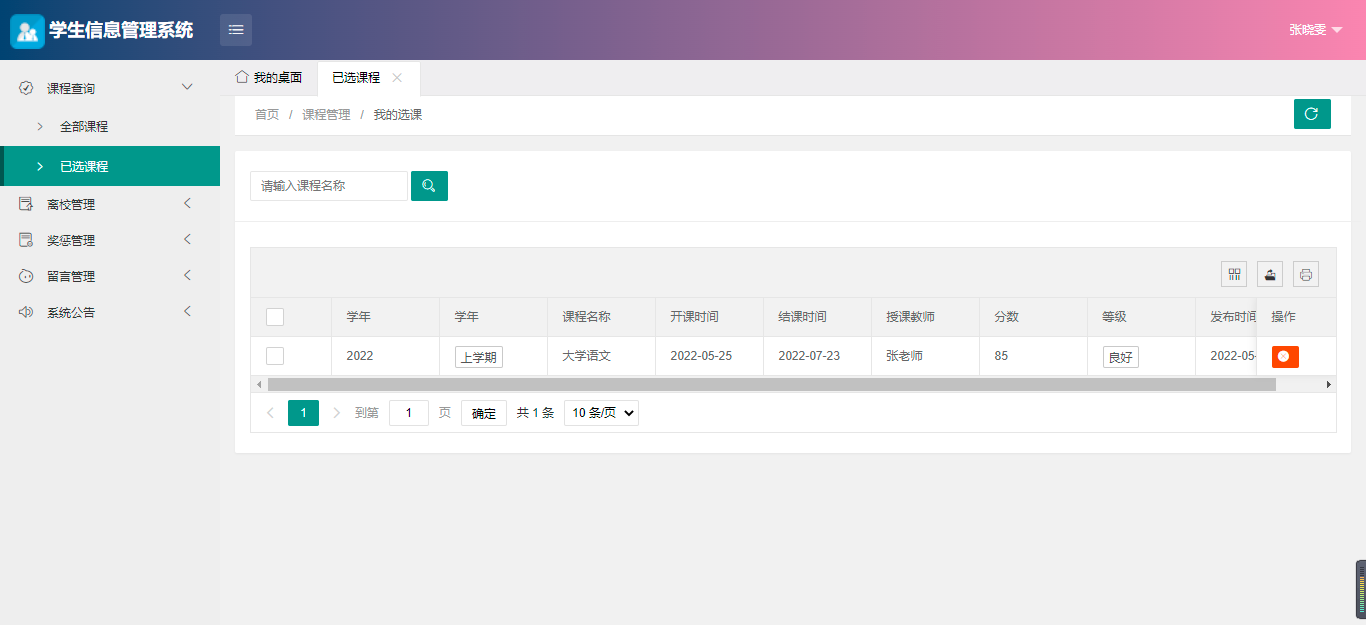 学生信息管理系统
张晓雯
课程查询
全部课程
已选课程
离校管理
奖惩管理
留言管理
系统公告
我的桌面 已选课程
首页 / 课程管理 / 我的选课
请输入课程名称
学年 学年 课程名称 开课时间 结课时间 授课教师 分数 等级 发布时间 操作
2022 上学期 大学语文 2022-05-25 2022-07-23 张老师 85 良好 2022-05-
1 到第 1 页 确定 共 1 条 10 条/页